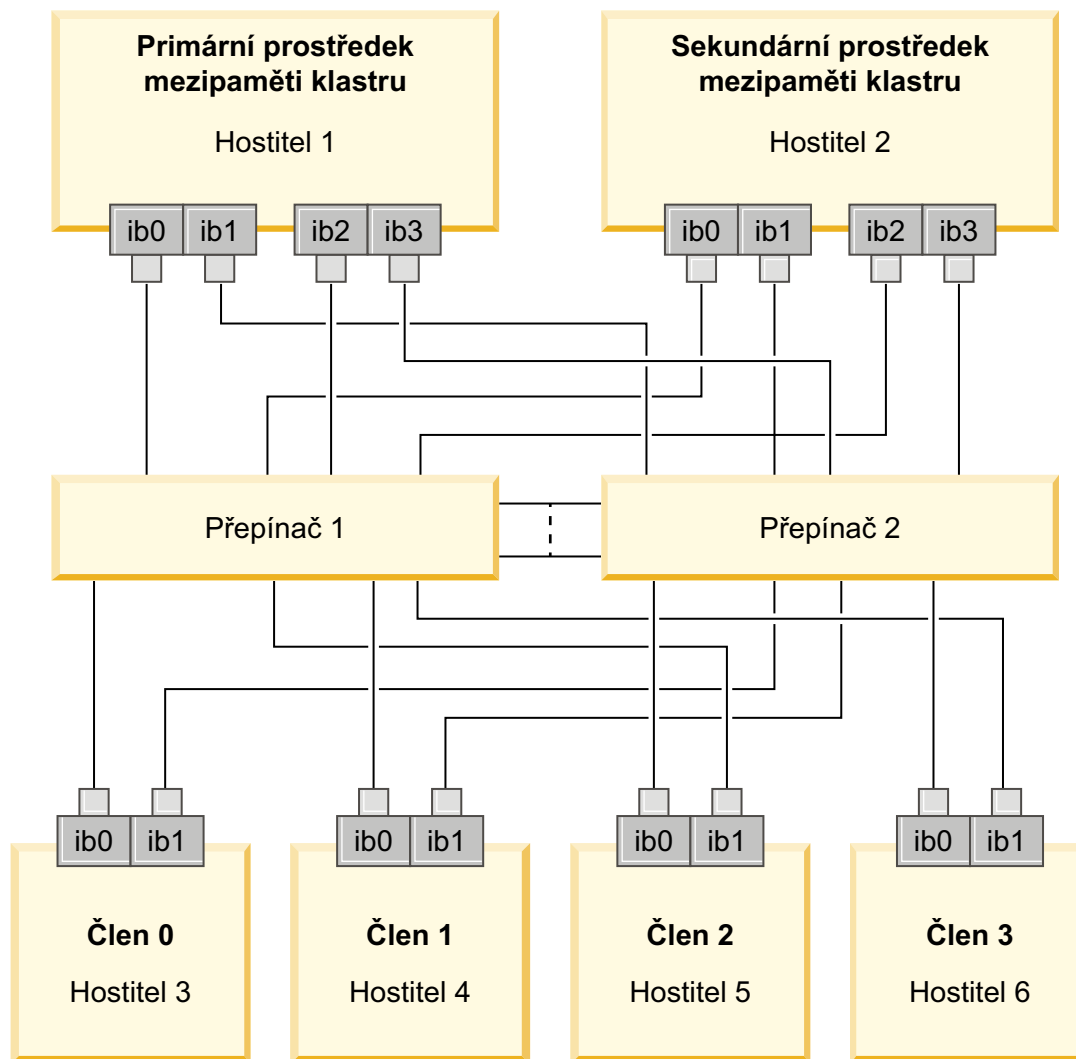 Primární prostředek
mezipaměti klastru
Hostitel 1
Sekundární prostředek
mezipaměti klastru
Hostitel 2
ib0 ib1 ib2 ib3
ib0 ib1 ib2 ib3
Přepínač 1
Přepínač 2
ib0 ib1
ib0 ib1
ib0 ib1
ib0 ib1
Člen 0
Hostitel 3
Člen 1
Hostitel 4
Člen 2
Hostitel 5
Člen 3
Hostitel 6